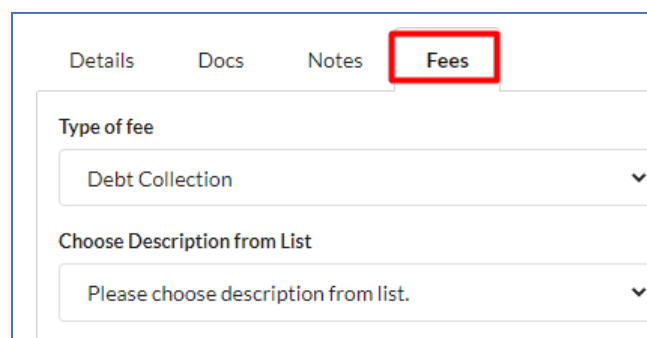 Details Docs Notes Fees
Type of fee
Debt Collection
Choose Description from List
Please choose description from list.